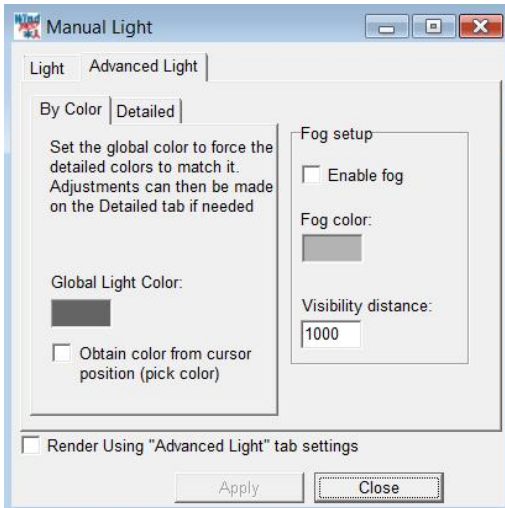 Manual Light
Light
Advanced Light
By Color
Detailed
Set the global color to force the
detailed colors to match it.
Adjustments can then be made
on the Detailed tab if needed
Global Light Color:
Obtain color from cursor
position (pick color)
Fog setup
Enable fog
Fog color:
Visibility distance:
1000
Render Using "Advanced Light" tab settings
Apply
Close